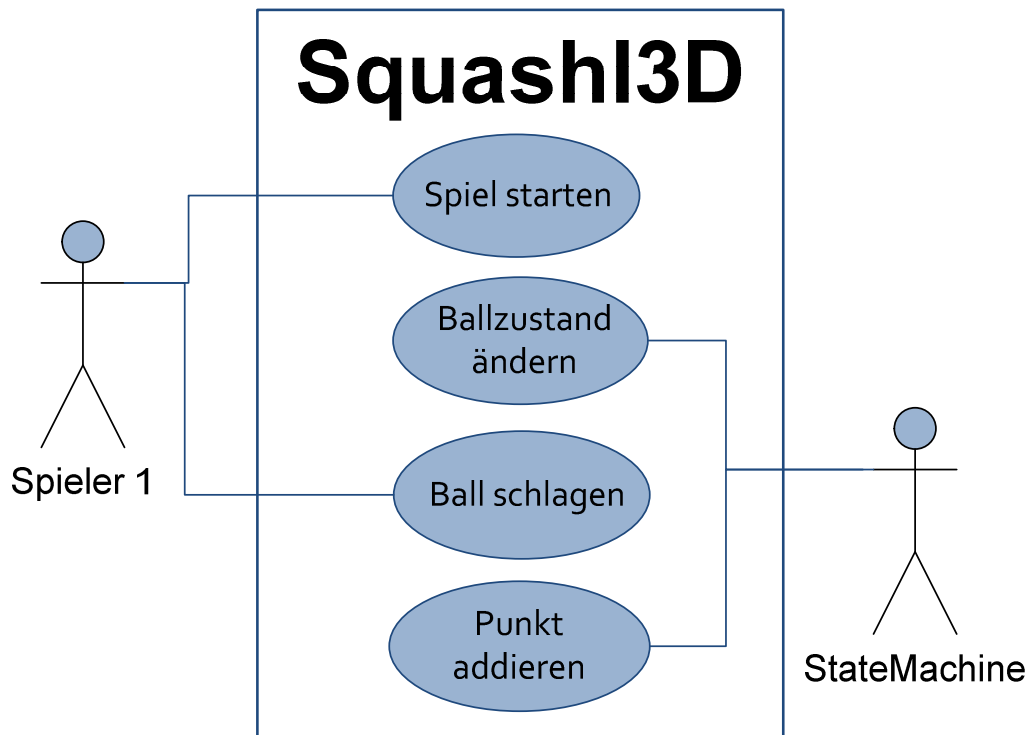 SquashI3D
Spiel starten
Ballzustand
ändern
Spieler 1
Ball schlagen
Punkt
addieren
StateMachine